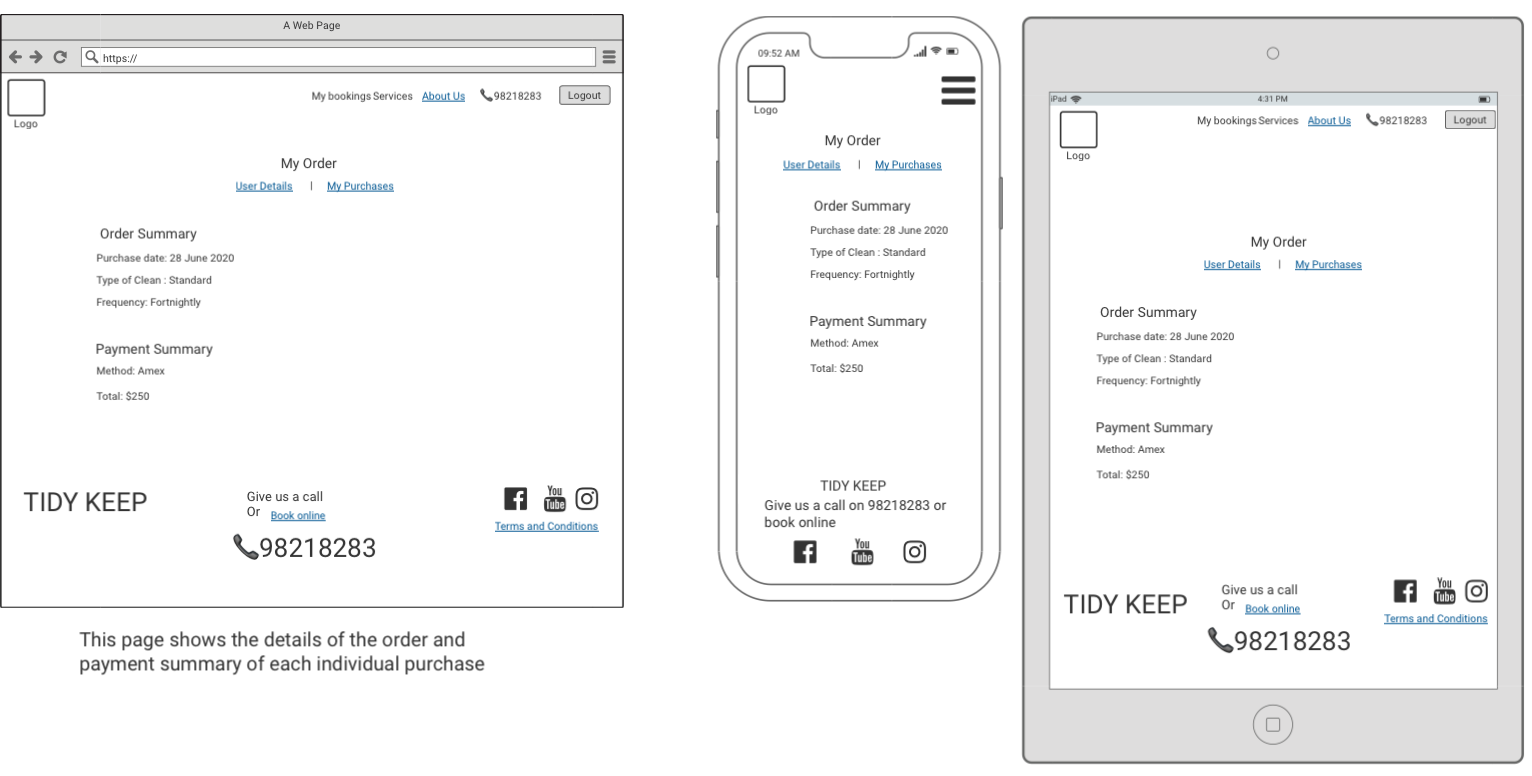 A Web Page
https://
My bookings Services About Us 98218283 Logout
Logo
My Order
User Details | My Purchases
Order Summary
Purchase date: 28 June 2020
Type of Clean : Standard
Frequency: Fortnightly
Payment Summary
Method: Amex
Total: $250
TIDY KEEP
Give us a call
Or Book online
98218283
You
Tube
Terms and Conditions
This page shows the details of the order and
payment summary of each individual purchase
09:52 AM
Logo
My Order
User Details | My Purchases
Order Summary
Purchase date: 28 June 2020
Type of Clean : Standard
Frequency: Fortnightly
Payment Summary
Method: Amex
Total: $250
TIDY KEEP
Give us a call on 98218283 or
book online
You
Tube
iPad 4:31 PM
My bookings Services About Us 98218283 Logout
Logo
My Order
User Details | My Purchases
Order Summary
Purchase date: 28 June 2020
Type of Clean : Standard
Frequency: Fortnightly
Payment Summary
Method: Amex
Total: $250
TIDY KEEP
Give us a call
Or Book online
98218283
You
Tube
Terms and Conditions